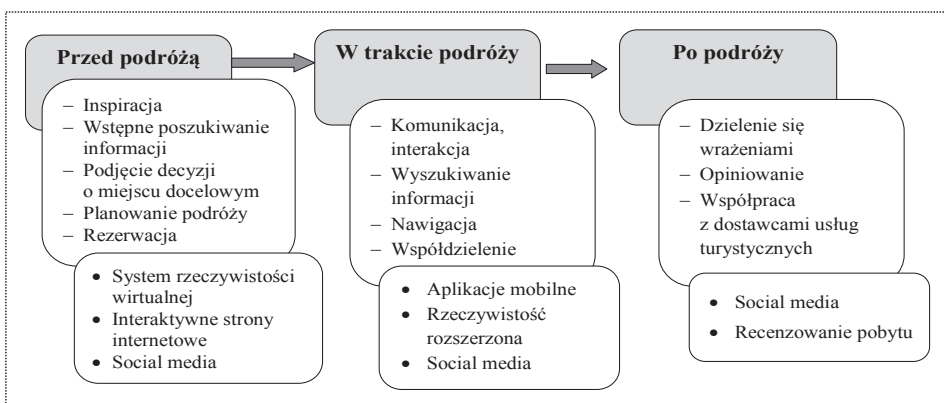 Przed podróżą
– Inspiracja
– Wstępne poszukiwanie
informacji
– Podjęcie decyzji
o miejscu docelowym
– Planowanie podróży
– Rezerwacja
• System rzeczywistości
wirtualnej
• Interaktywne strony
internetowe
• Social media
W trakcie podróży
– Komunikacja,
interakcja
– Wyszukiwanie
informacji
– Nawigacja
– Współdzielenie
• Aplikacje mobilne
• Rzeczywistość
rozszerzona
• Social media
Po podróży
– Dzielenie się
wrażeniami
– Opiniowanie
– Współpraca
z dostawcami usług
turystycznych
• Social media
• Recenzowanie pobytu